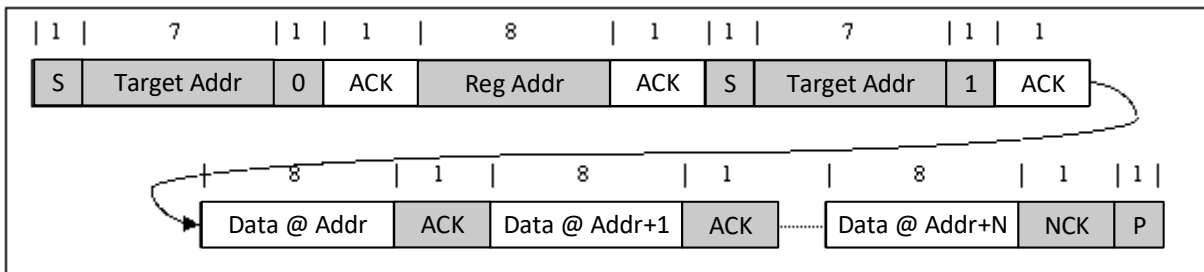 | 1 | 7 | 1 | 1 | 8 | 1 | 1 | 7 | 1 | 1
S Target Addr 0 ACK Reg Addr ACK S Target Addr 1 ACK
8 | 1 | 8 | 1 | 8 | 1 | 1 |
Data @ Addr ACK Data @ Addr+1 ACK Data @ Addr+N NCK P